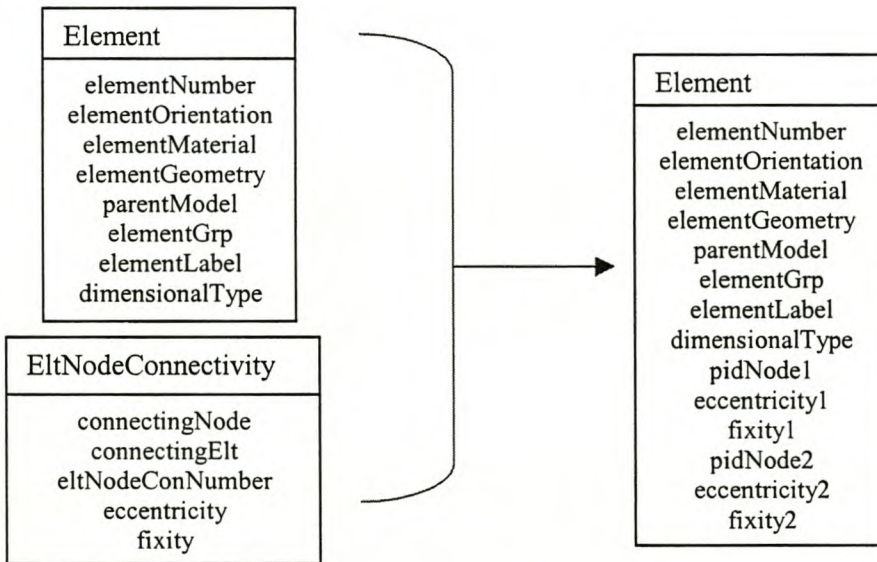 Element
elementNumber
elementOrientation
elementMaterial
elementGeometry
parentModel
elementGrp
elementLabel
dimensionalType
EltNodeConnectivity
connectingNode
connectingElt
eltNodeConNumber
eccentricity
fixity
Element
elementNumber
elementOrientation
elementMaterial
elementGeometry
parentModel
elementGrp
elementLabel
dimensionalType
pidNode1
eccentricity1
fixity1
pidNode2
eccentricity2
fixity2